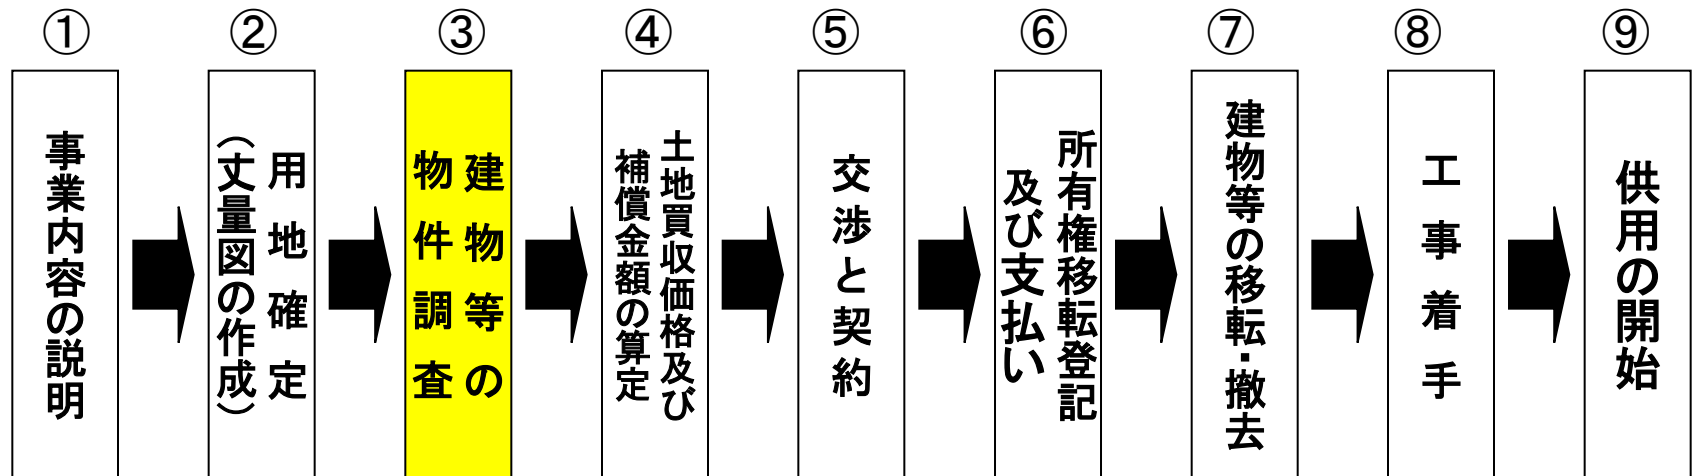 ①
事業内容の説明
②
用地確定
(丈量図の作成)
③
建物等の
物件調査
④
土地買収価格及び
補償金額の算定
⑤
交渉と契約
⑥
所有権移転登記
及び支払い
⑦
建物等の移転・撤去
⑧
工事着手
⑨
供用の開始